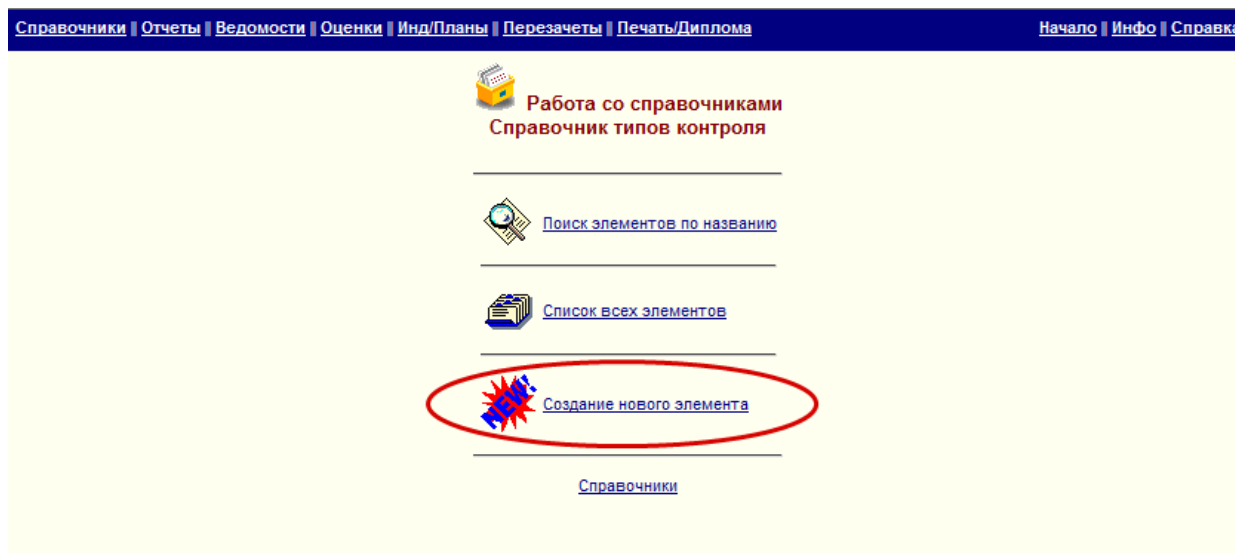 Справочники || Отчеты || Ведомости || Оценки || Инд/Планы || Перезачеты || Печать/Диплома Начало || Инфо || Справка
Работа со справочниками
Справочник типов контроля
Поиск элементов по названию
Список всех элементов
NEW! Создание нового элемента
Справочники